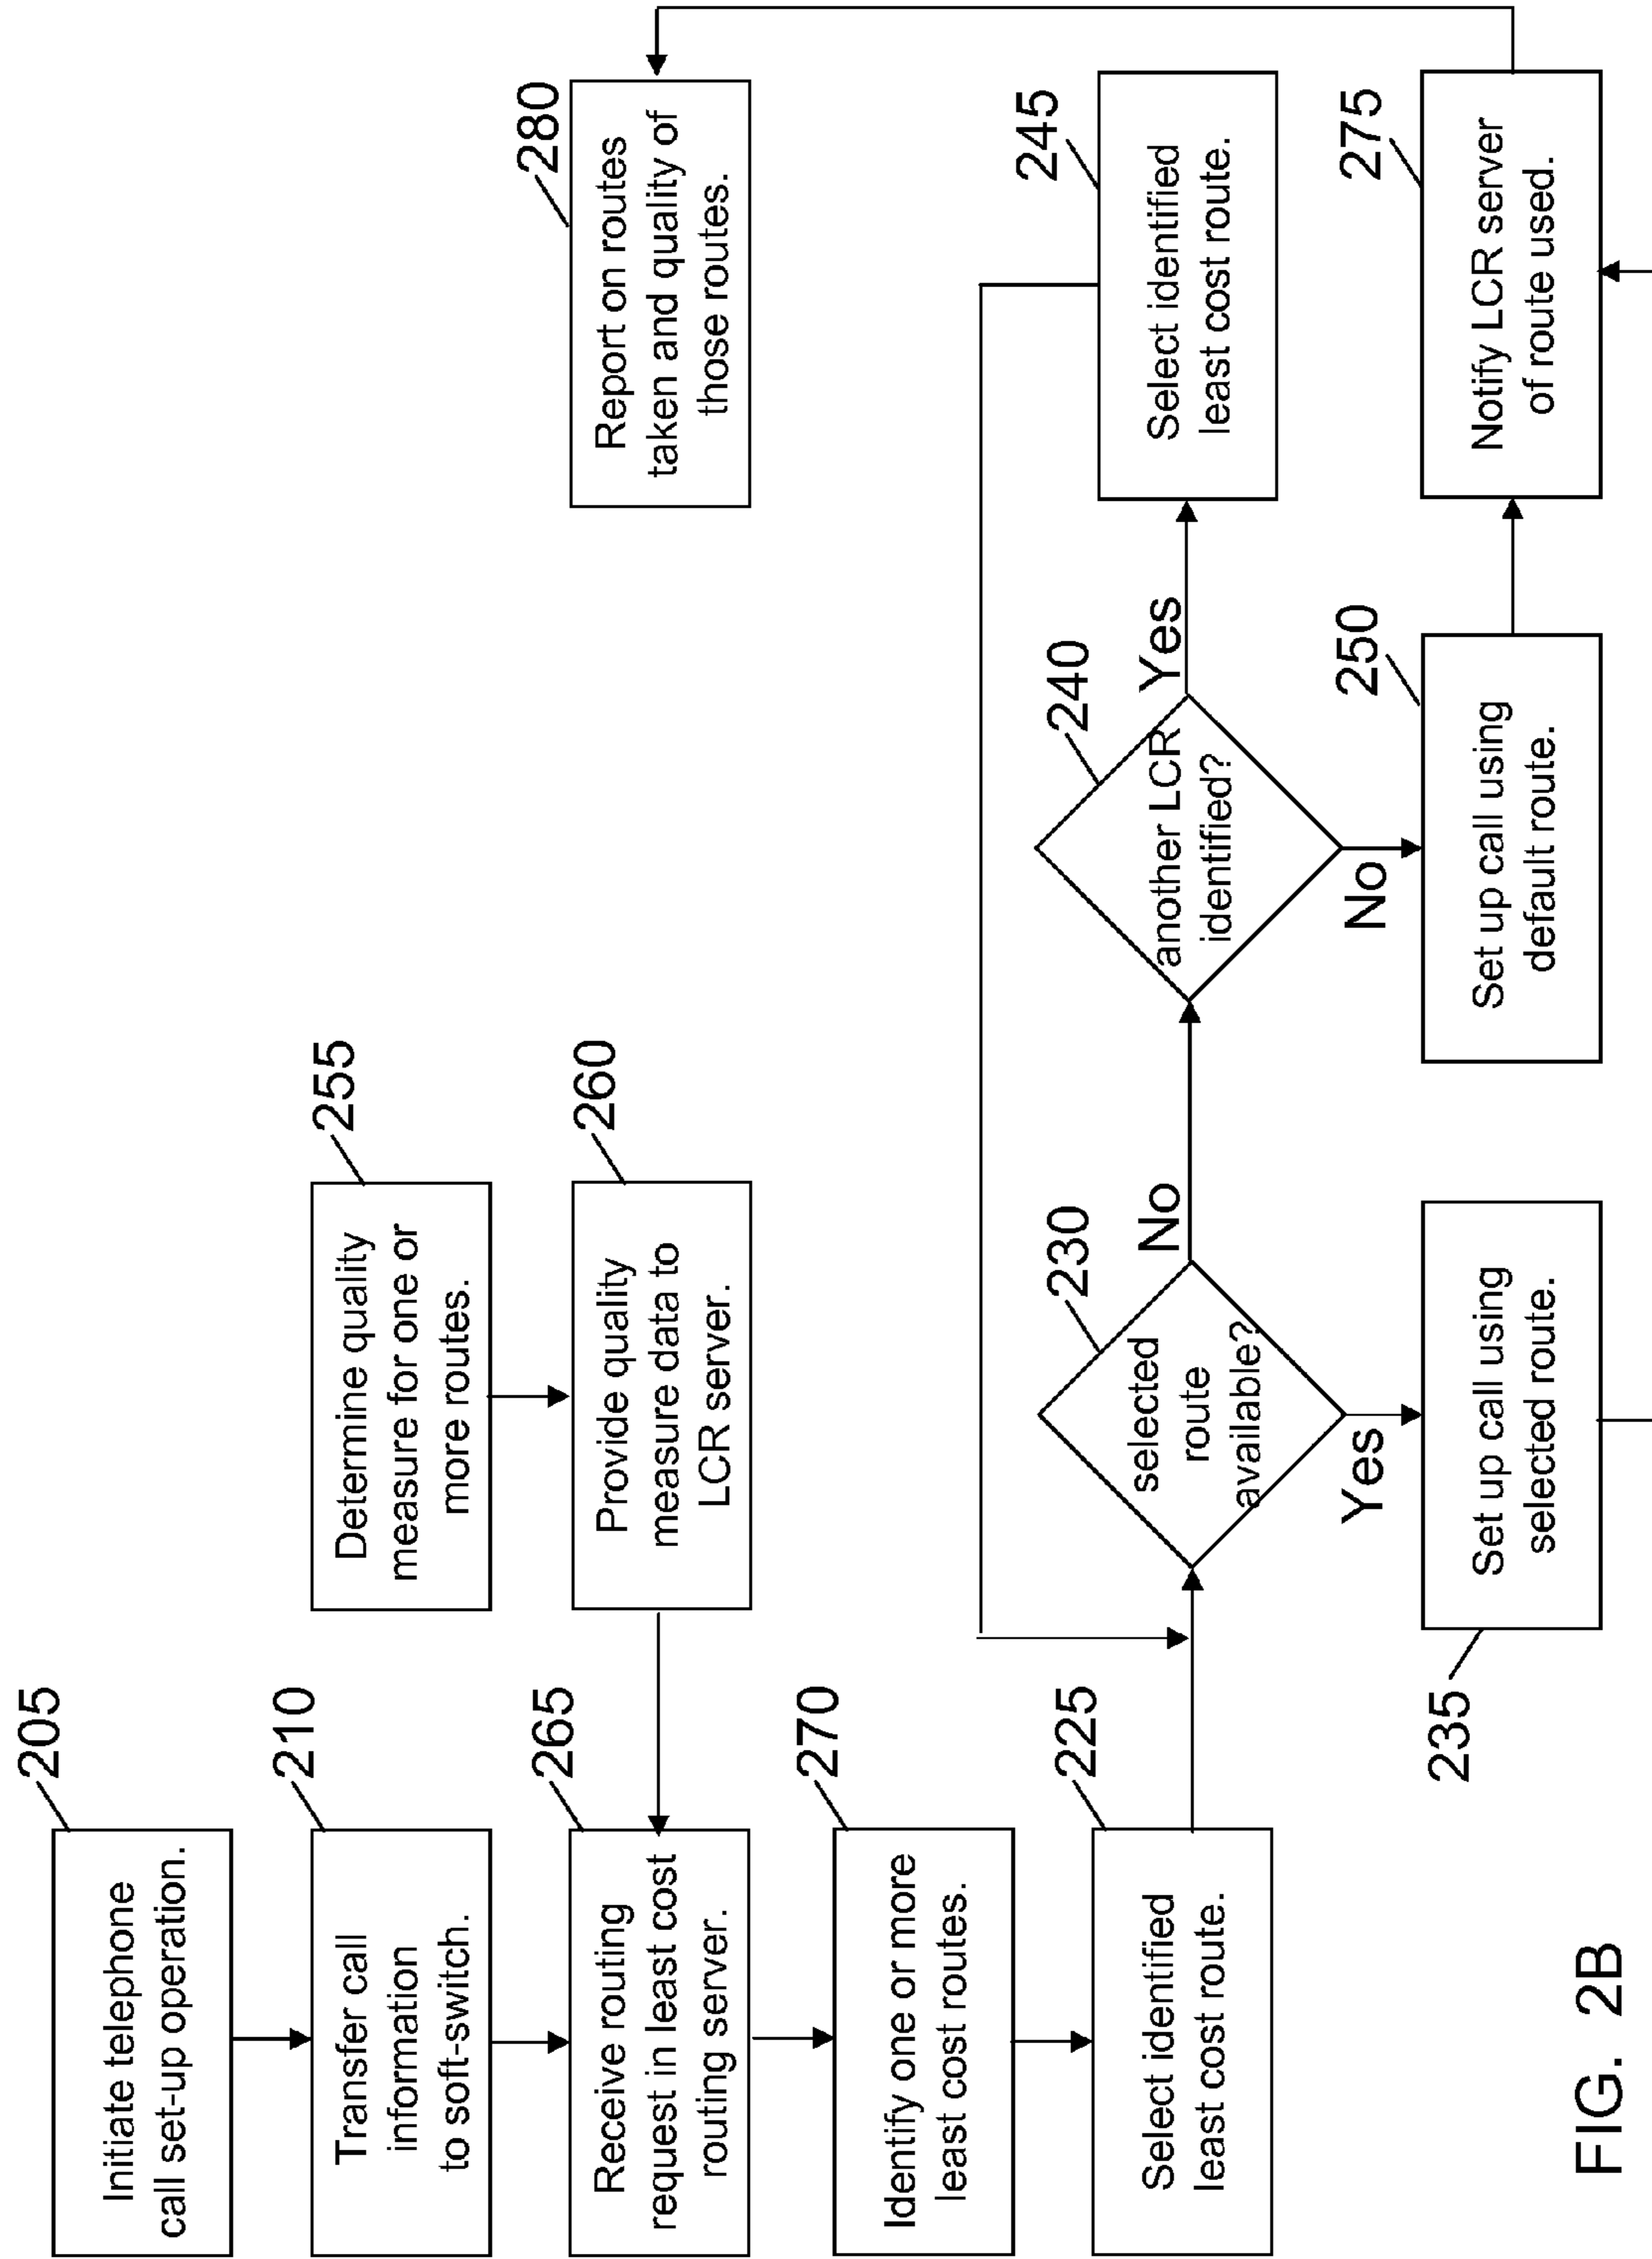 205
Initiate telephone
call set-up operation.
210
Transfer call
information
to soft-switch.
255
Determine quality
measure for one or
more routes.
265
Receive routing
request in least cost
routing server.
260
Provide quality
measure data to
LCR server.
280
Report on routes
taken and quality of
those routes.
270
Identify one or more
least cost routes.
225
Select identified
least cost route.
230
selected
route
available?
No
Yes
240
another LCR
identified?
Yes
No
245
Select identified
least cost route.
235
Set up call using
selected route.
250
Set up call using
default route.
275
Notify LCR server
of route used.
FIG. 2B